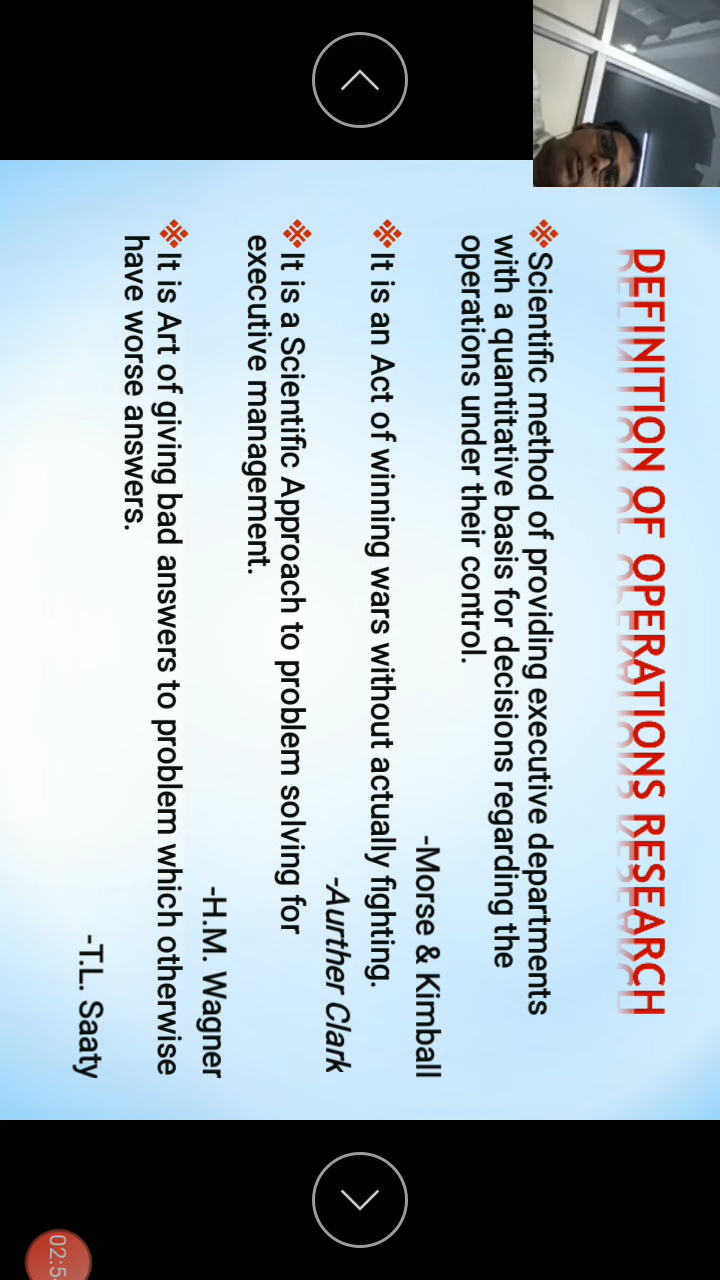 DEFINITION OF OPERATIONS RESEARCH
Scientific method of providing executive departments
with a quantitative basis for decisions regarding the
operations under their control.
-Morse & Kimball
It is an Act of winning wars without actually fighting.
-Aurther Clark
It is a Scientific Approach to problem solving for
executive management.
-H.M. Wagner
It is Art of giving bad answers to problem which otherwise
have worse answers.
-T.L. Saaty